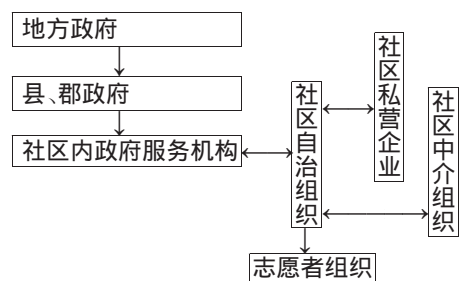 地方政府
县、郡政府
社区内政府服务机构
社区自治组织
社区私营企业
社区中介组织
志愿者组织